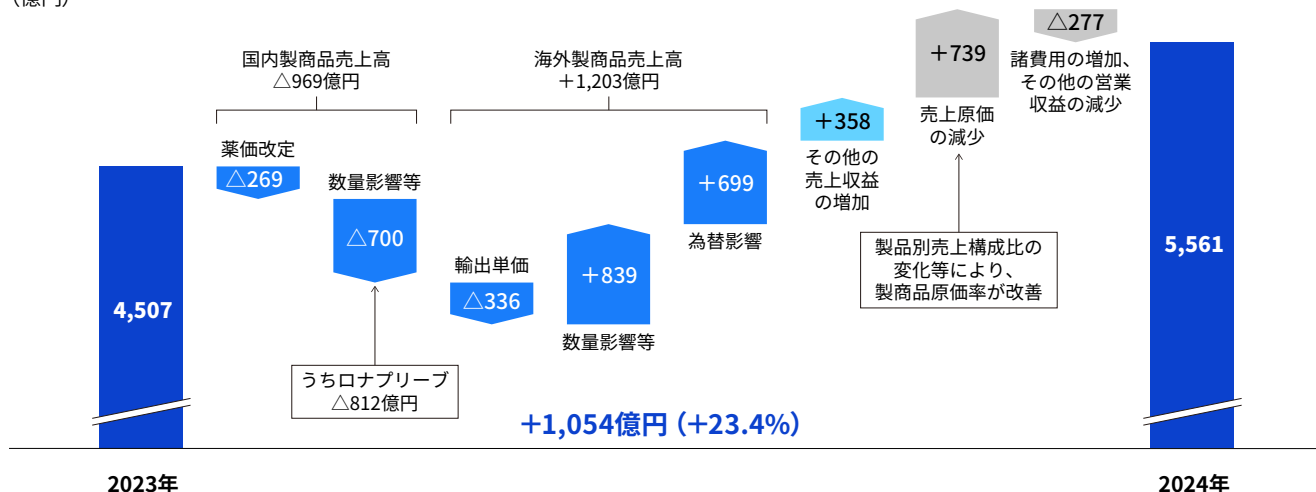 (億円)
国内製商品売上高
△969億円
海外製商品売上高
＋1,203億円
薬価改定
△269
数量影響等
△700
うちロナプリーブ
△812億円
輸出単価
△336
＋839
数量影響等
＋699
為替影響
＋358
その他の
売上収益
の増加
＋739
売上原価
の減少
製品別売上構成比の
変化等により、
製商品原価率が改善
△277
諸費用の増加、
その他の営業
収益の減少
4,507
5,561
＋1,054億円（＋23.4%）
2023年
2024年